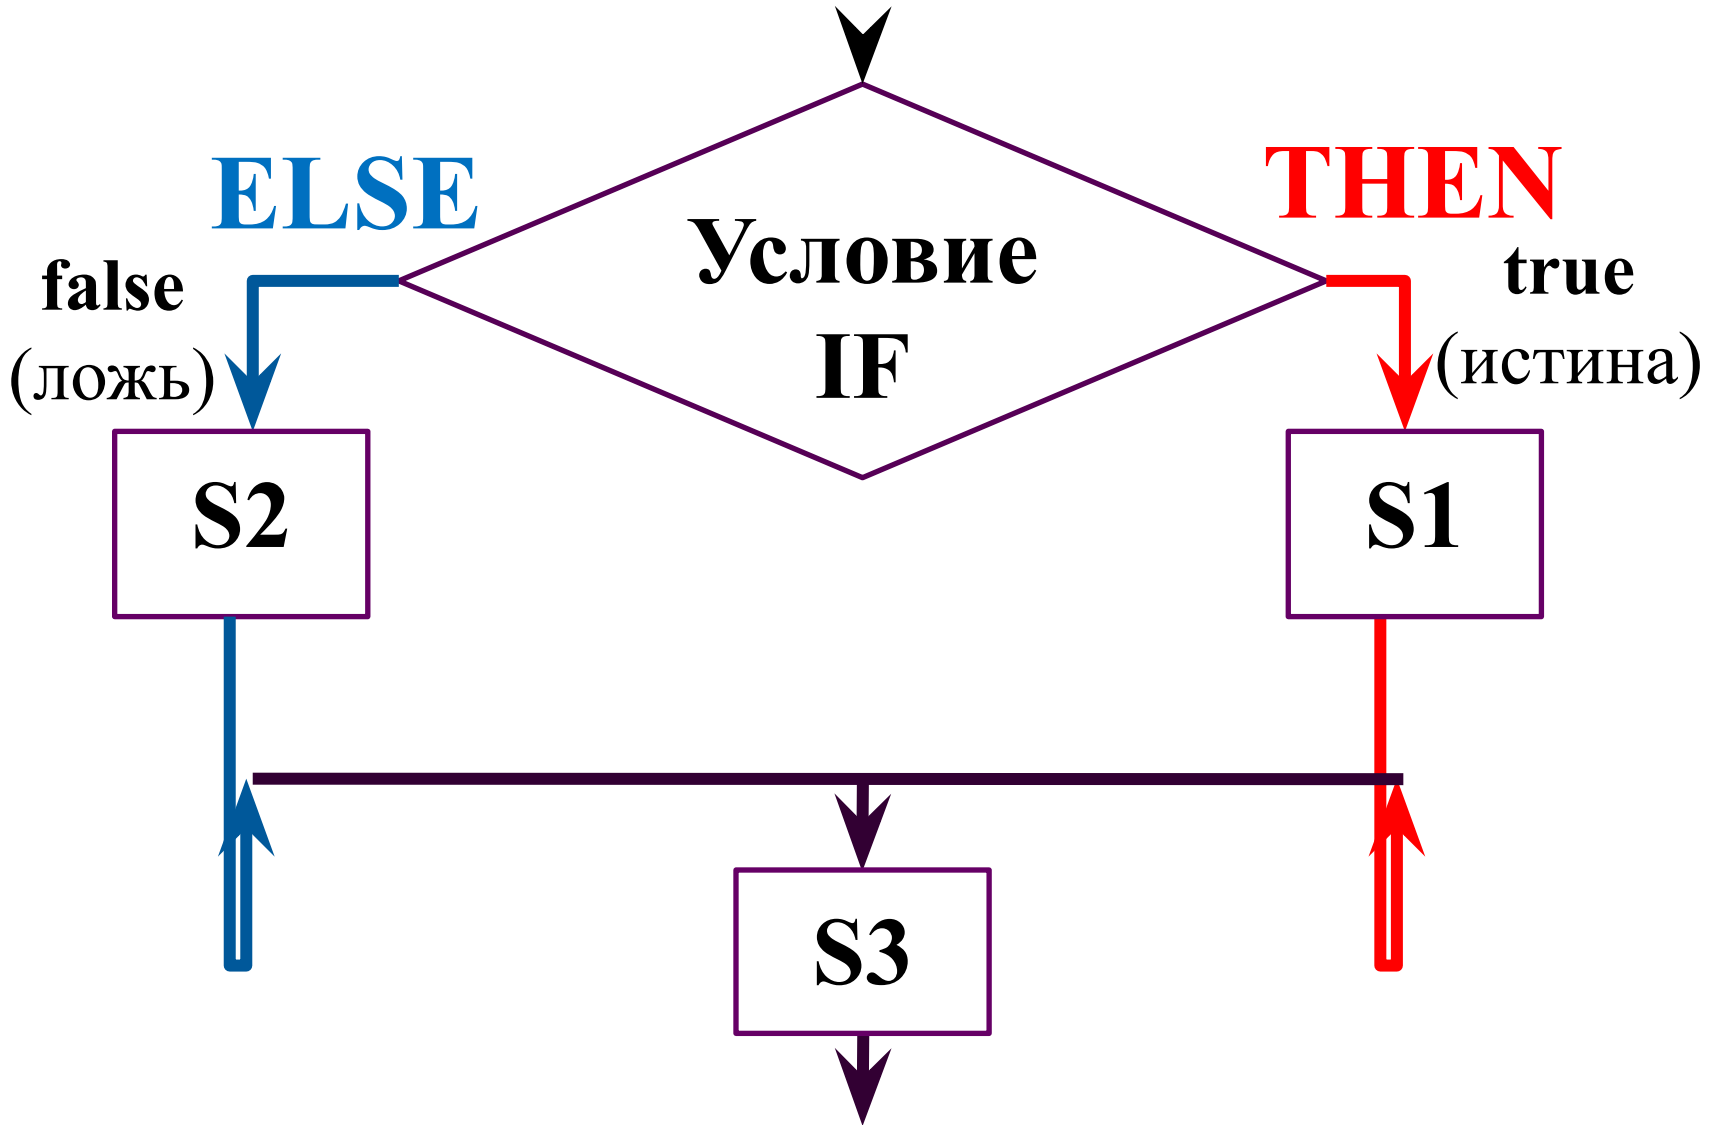 ELSE
THEN
Условие
IF
false
(ложь)
true
(истина)
S2
S1
S3